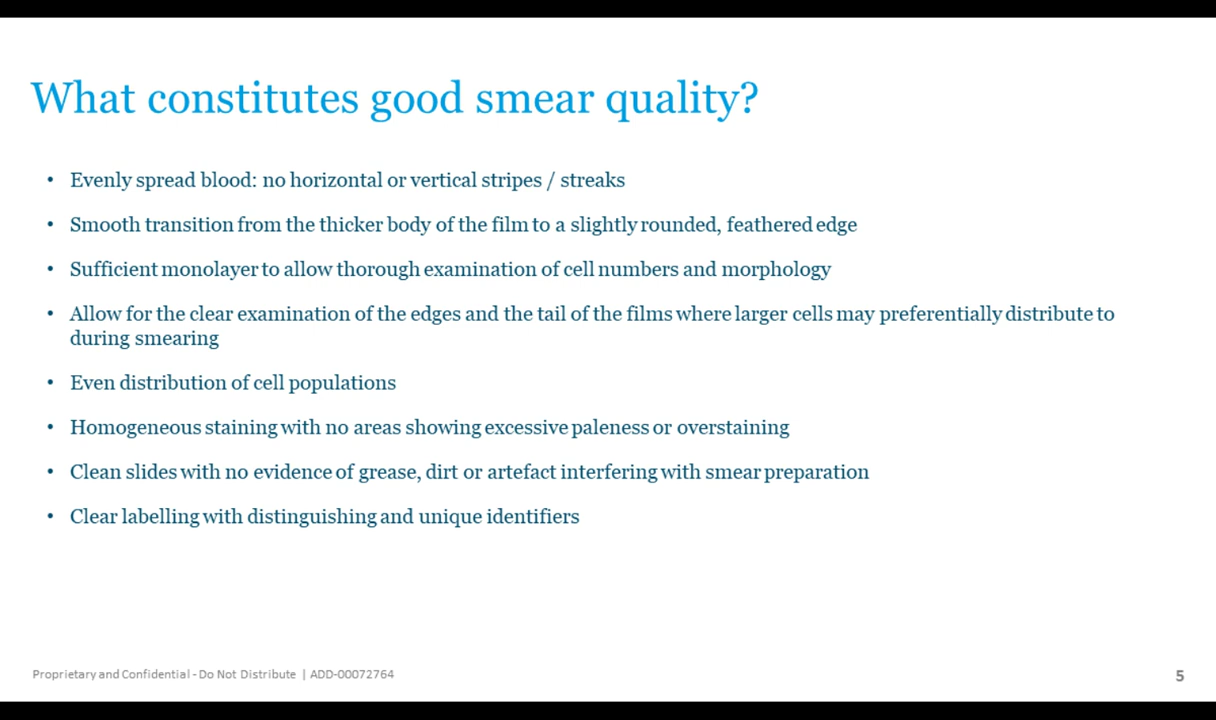 What constitutes good smear quality?
• Evenly spread blood: no horizontal or vertical stripes / streaks
• Smooth transition from the thicker body of the film to a slightly rounded, feathered edge
• Sufficient monolayer to allow thorough examination of cell numbers and morphology
• Allow for the clear examination of the edges and the tail of the films where larger cells may preferentially distribute to
during smearing
• Even distribution of cell populations
• Homogeneous staining with no areas showing excessive paleness or overstaining
• Clean slides with no evidence of grease, dirt or artefact interfering with smear preparation
• Clear labelling with distinguishing and unique identifiers
Proprietary and Confidential - Do Not Distribute | ADD-00072764
5